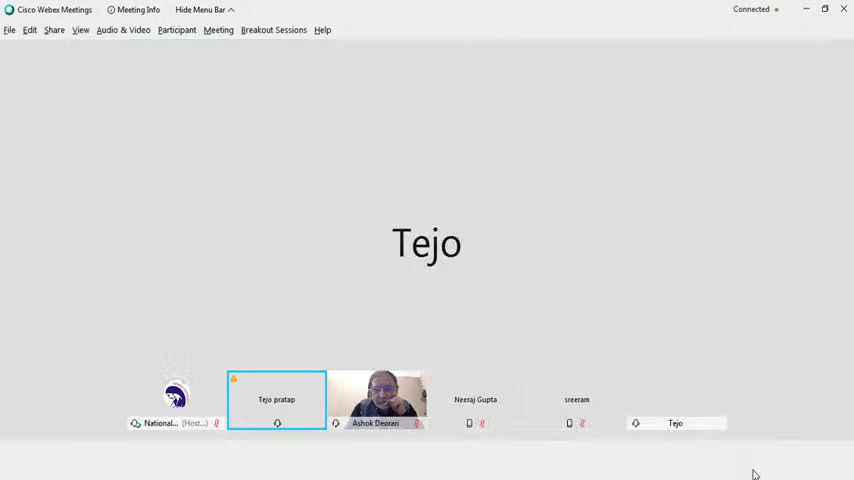 Cisco Webex Meetings Meeting Info Hide Menu Bar Connected
File Edit Share View Audio & Video Participant Meeting Breakout Sessions Help
Tejo
Tejo pratap
Neeraj Gupta
sreeram
National... (Host...
Ashok Deorari
Tejo